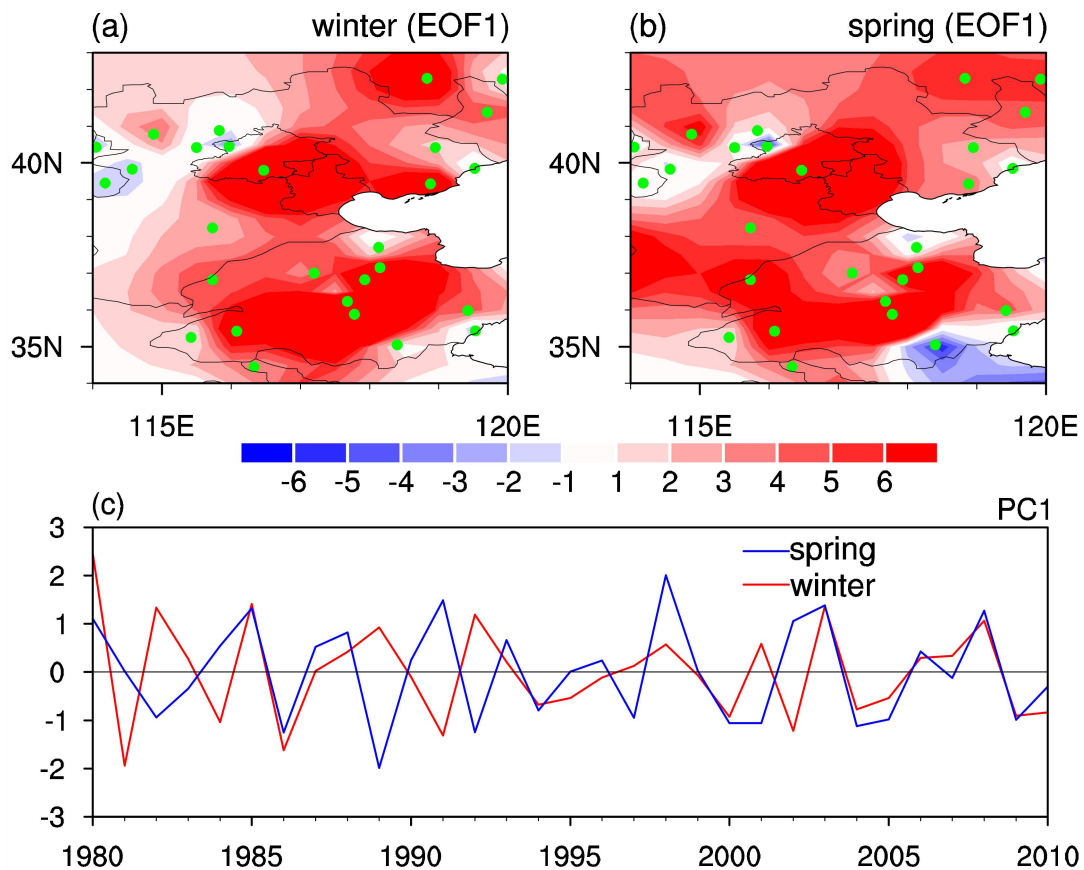 (a) winter (EOF1) (b) spring (EOF1)
40N 40N
35N 35N
115E 120E 115E 120E
-6 -5 -4 -3 -2 -1 1 2 3 4 5 6
(c) PC1
3
spring
2
winter
1
0
-1
-2
-3
1980 1985 1990 1995 2000 2005 2010